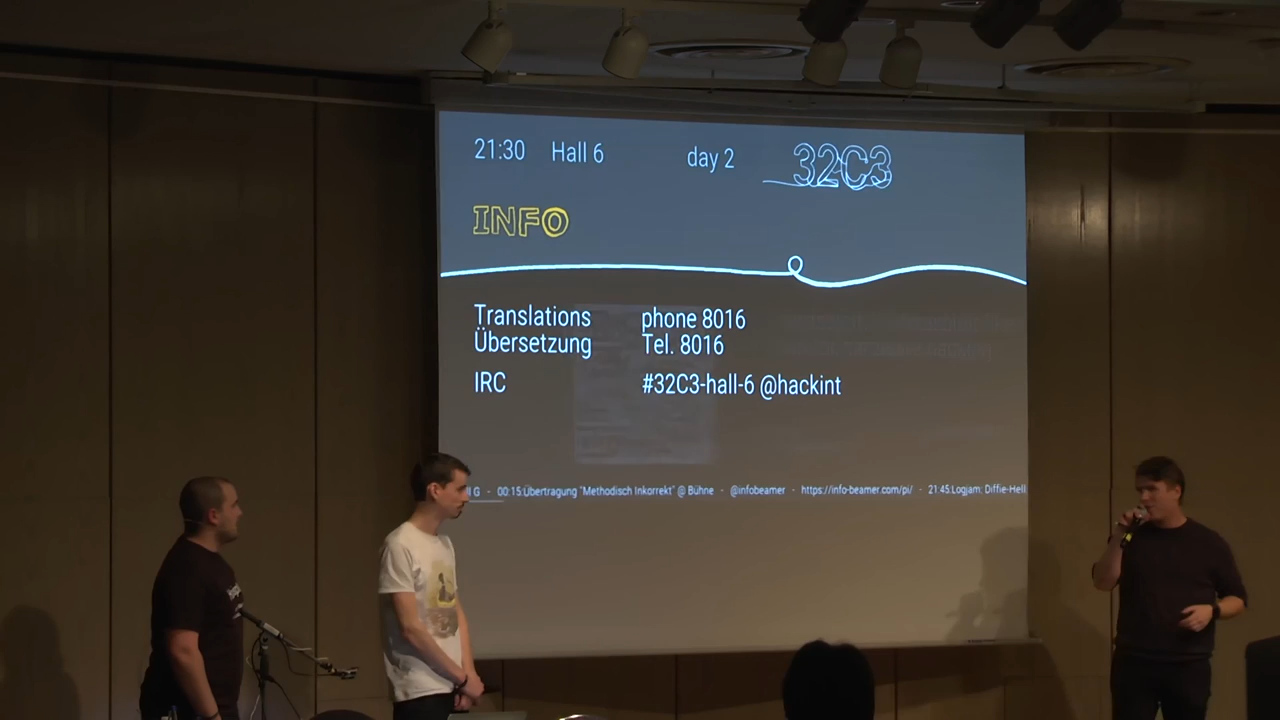 21:30 Hall 6 day 2 32C3
INFO
Translations phone 8016
Übersetzung Tel. 8016
IRC #32C3-hall-6 @hackint
G - 00:15:Übertragung "Methodisch Inkorrekt" @ Bühne - @infobeamer - https://info-beamer.com/pi/ - 21:45:Logjam: Diffie-Hell